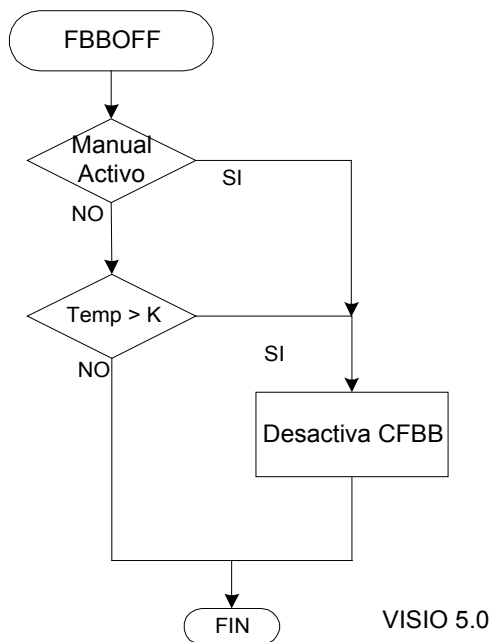 FBBOFF
Manual
Activo
SI
NO
Temp > K
SI
NO
Desactiva CFBB
FIN
VISIO 5.0